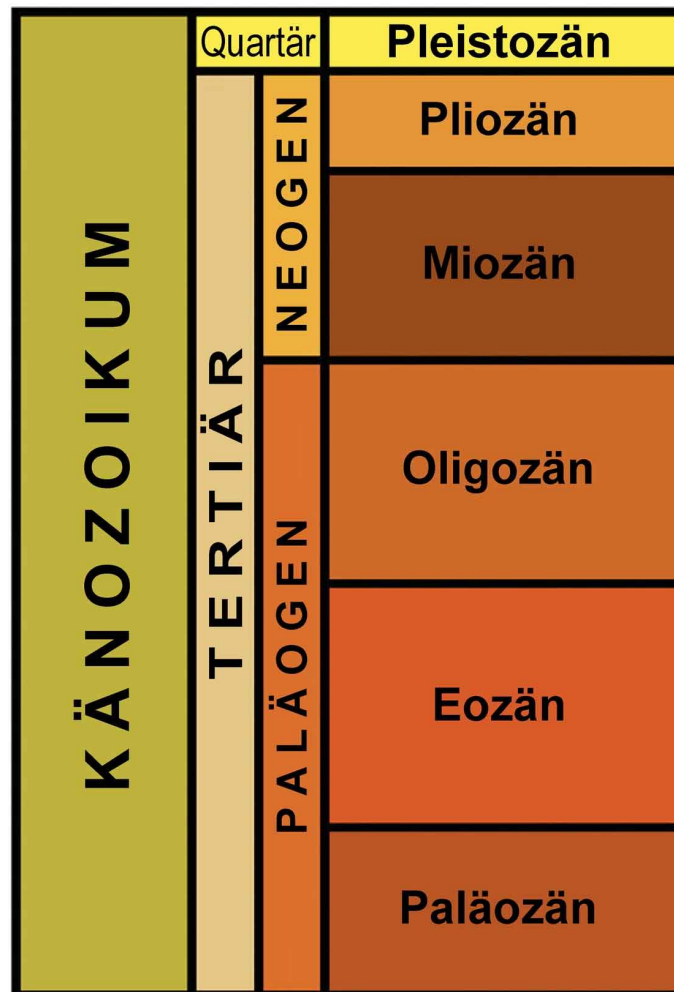 KÄNOZOIKUM
Quartär
Pleistozän
TERTIÄR
NEOGEN
Pliozän
Miozän
PALÄOGEN
Oligozän
Eozän
Paläozän